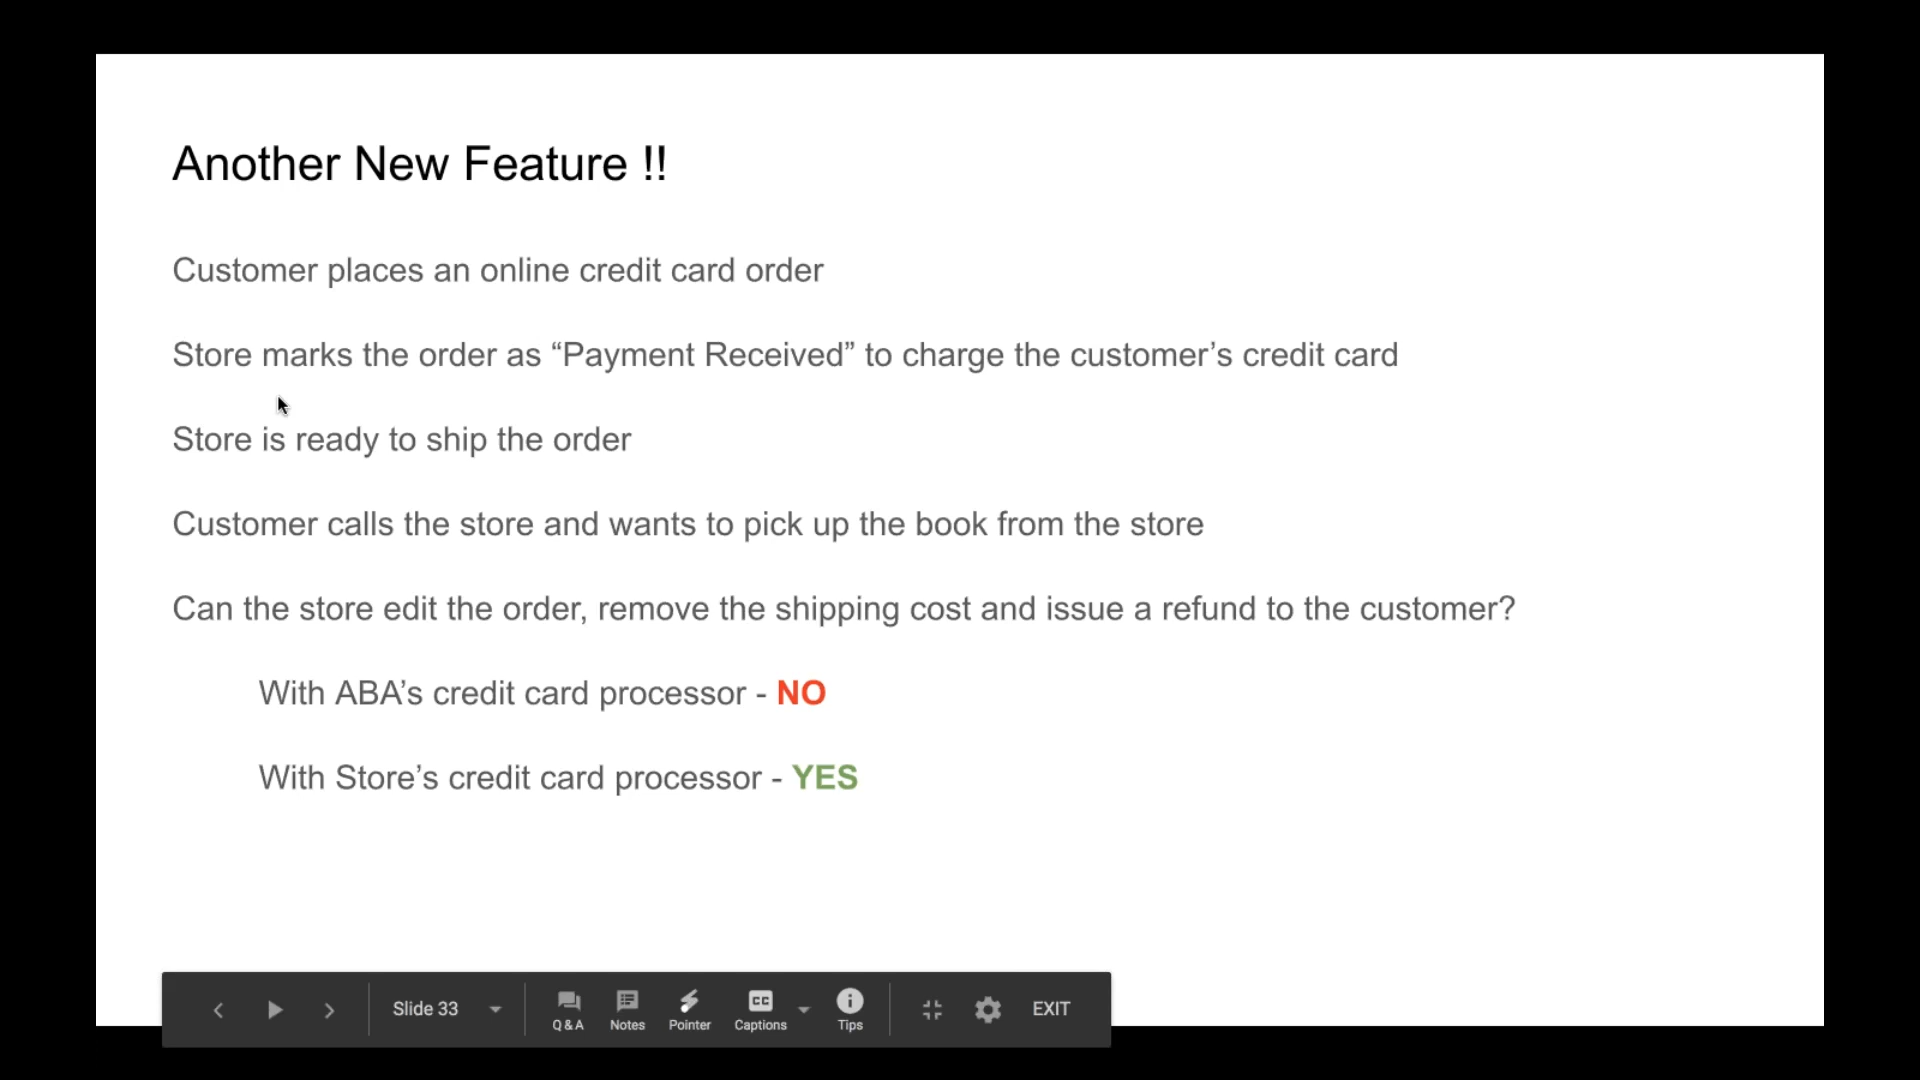 Another New Feature !!
Customer places an online credit card order
Store marks the order as “Payment Received” to charge the customer’s credit card
Store is ready to ship the order
Customer calls the store and wants to pick up the book from the store
Can the store edit the order, remove the shipping cost and issue a refund to the customer?
With ABA’s credit card processor - NO
With Store’s credit card processor - YES
Slide 33
Q & A
Notes
Pointer
CC
Captions
Tips
EXIT